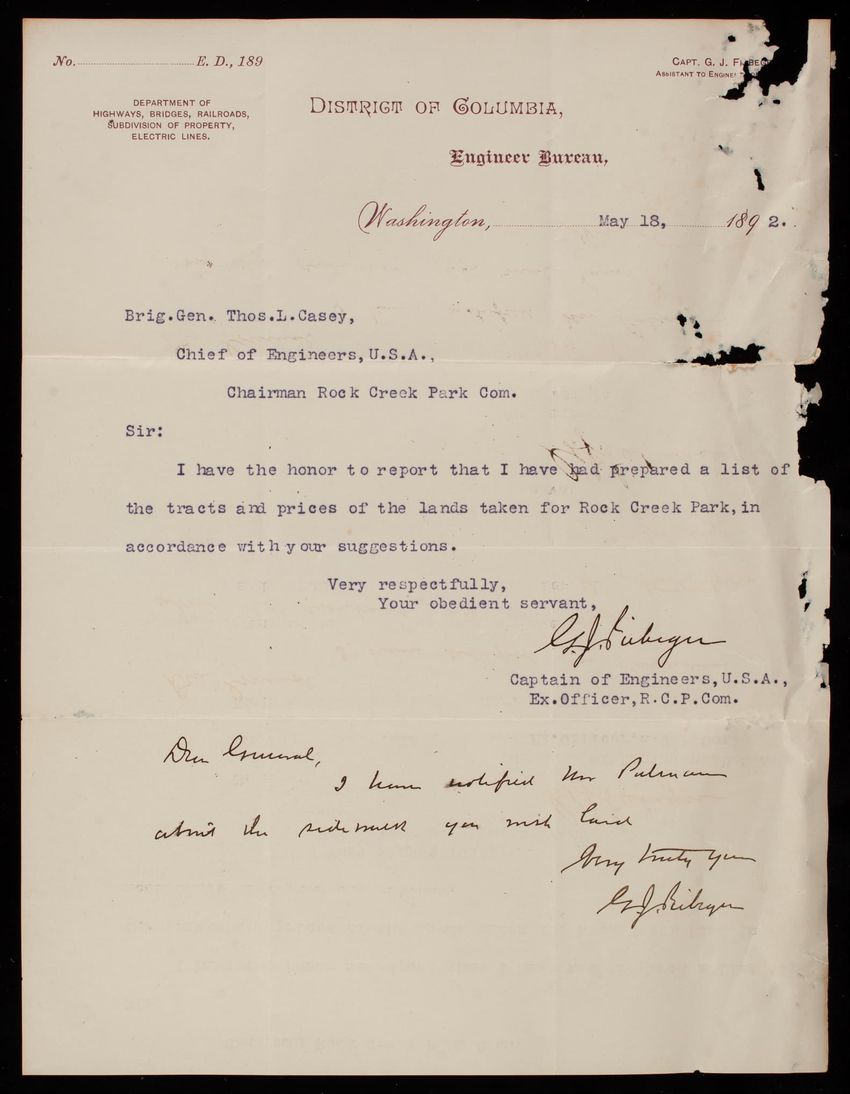 No. E. D., 189
CAPT. G. J. FIEBEG
ASSISTANT TO ENGINE
DEPARTMENT OF
HIGHWAYS, BRIDGES, RAILROADS,
SUBDIVISION OF PROPERTY,
ELECTRIC LINES.
DISTRICT OF COLUMBIA,
Engineer Bureau,
Washington, May 18, 1892.
Brig.Gen. Thos.L.Casey,
Chief of Engineers,U.S.A.,
Chairman Rock Creek Park Com.
Sir:
I have the honor to report that I have had prepared a list of
the tracts and prices of the lands taken for Rock Creek Park,in
accordance with your suggestions.
Very respectfully,
Your obedient servant,
G.J.Fiebeger
Captain of Engineers,U.S.A.,
Ex.Officer,R.C.P.Com.
Dear General,
I have notified Mr
about the sidewalk you wish laid
Very truly yours
G.J.Fiebeger